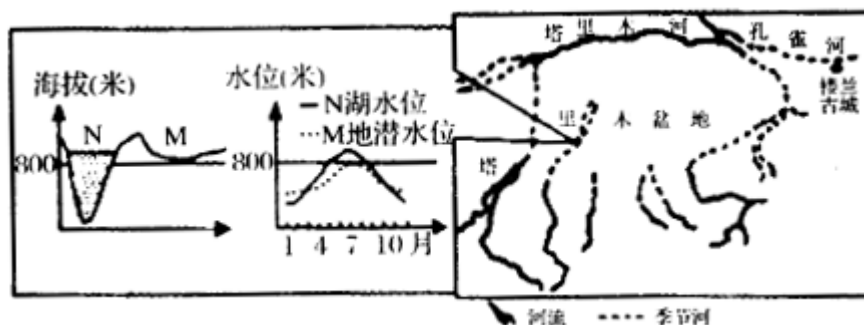 海拔(米)
N
M
800
水位(米)
N湖水位
M地潜水位
800
1 4 7 10 月
塔里木河
孔雀河
楼兰
古城
塔里木盆地
河流
季节河